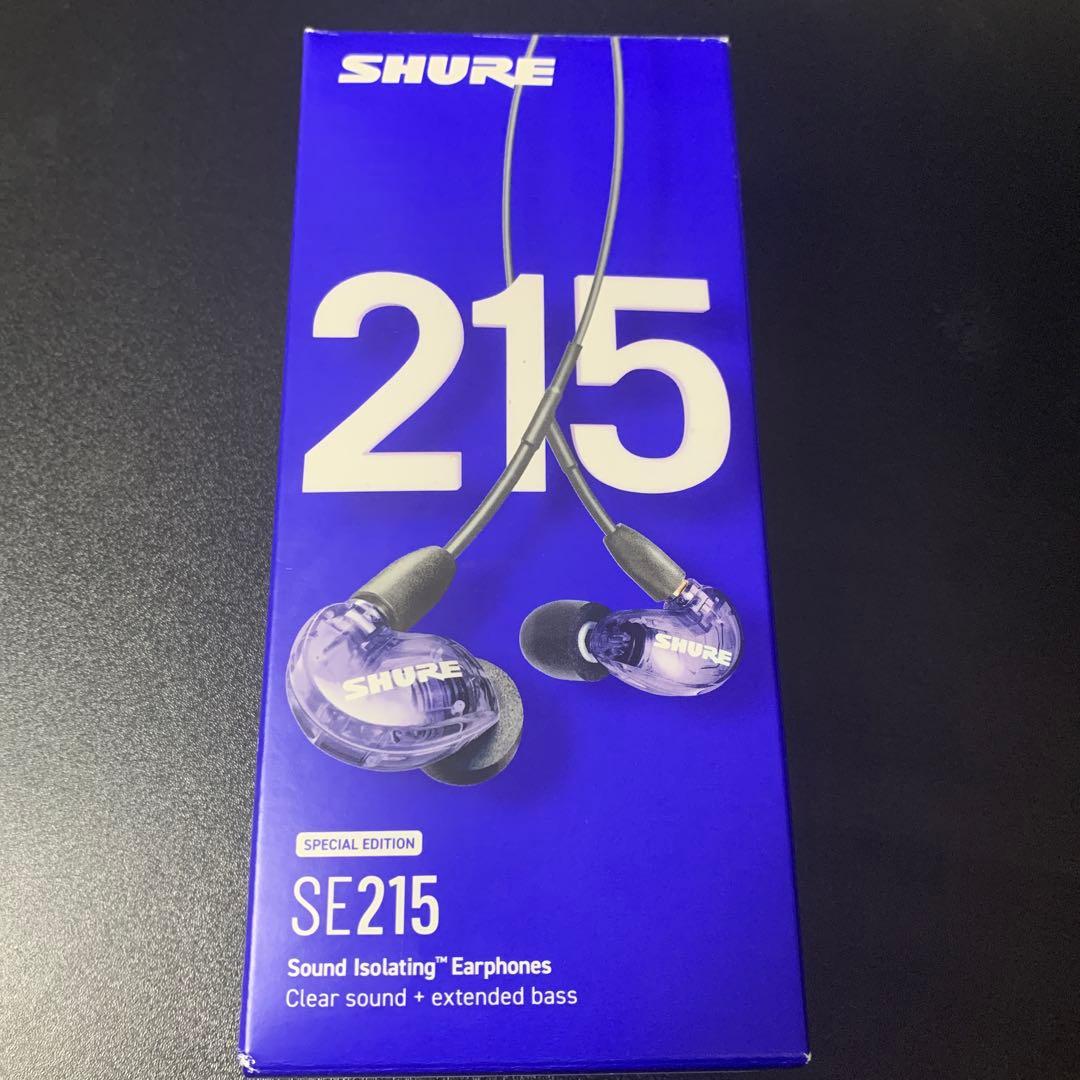 SHURE
215
SHURE
SHURE
SPECIAL EDITION
SE215
Sound Isolating™ Earphones
Clear sound + extended bass